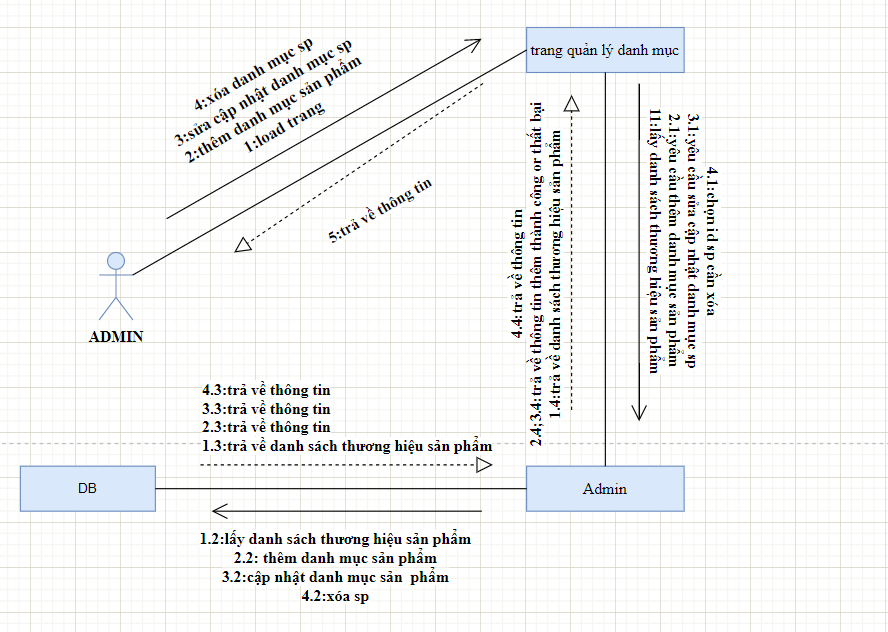 trang quản lý danh mục
4:xóa danh mục sp
3:sửa cập nhật danh mục sp
2:thêm danh mục sản phẩm
1:load trang
5:trả về thông tin
ADMIN
4.4:trả về thông tin
2.4;3.4:trả về thông tin thêm thành công or thất bại
1.4:trả về danh sách thương hiệu sản phẩm
4.1:chọn id sp cần xóa
3.1:yêu cầu sửa cập nhật danh mục sp
2.1:yêu cầu thêm danh mục sản phẩm
11:lấy danh sách thương hiệu sản phẩm
4.3:trả về thông tin
3.3:trả về thông tin
2.3:trả về thông tin
1.3:trả về danh sách thương hiệu sản phẩm
DB
Admin
1.2:lấy danh sách thương hiệu sản phẩm
2.2: thêm danh mục sản phẩm
3.2:cập nhật danh mục sản  phẩm
4.2:xóa sp